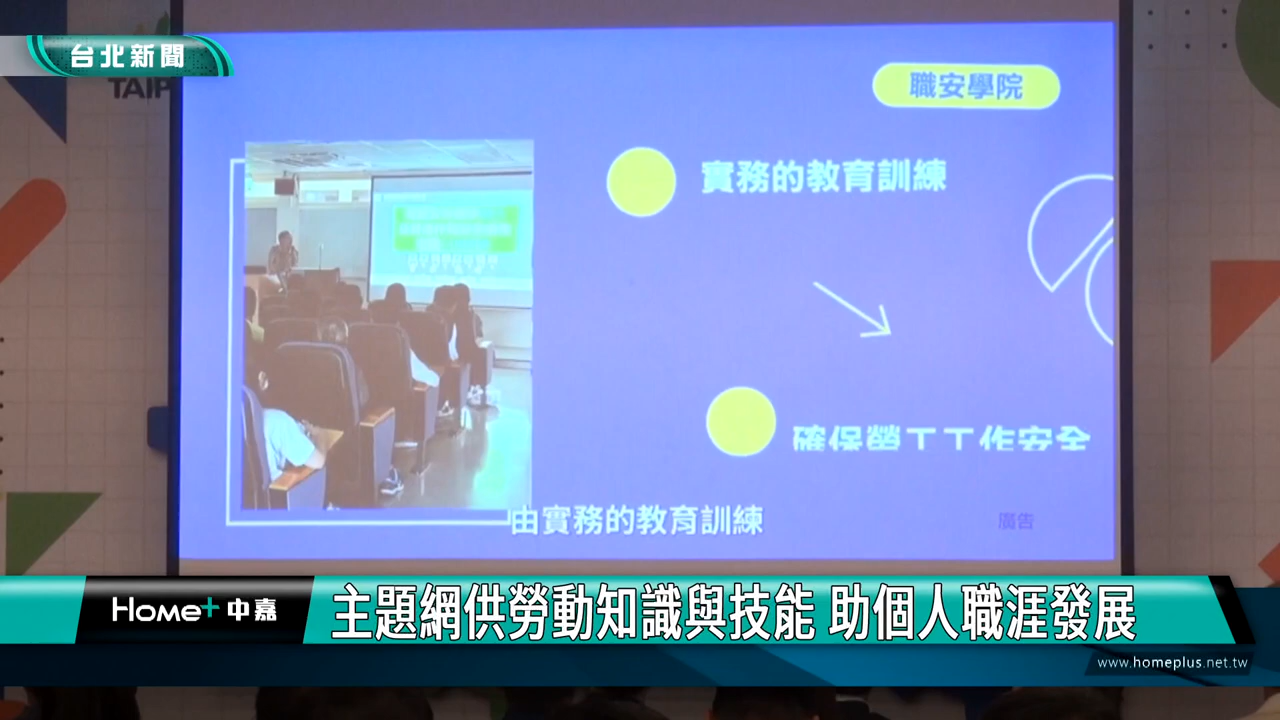 台北新聞
TAIP
職安學院
實務的教育訓練
確保勞工工作安全
由實務的教育訓練
廣告
Home+ 中嘉
主題網供勞動知識與技能 助個人職涯發展
www.homeplus.net.tw